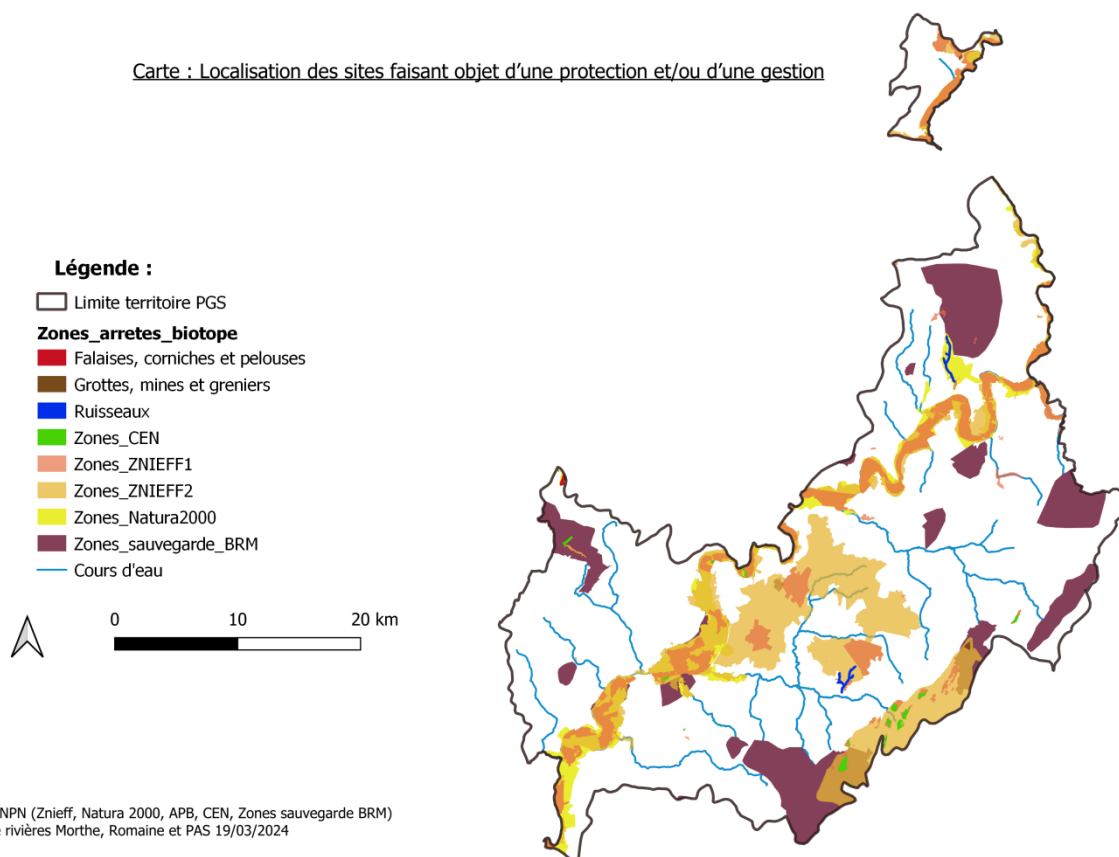 Carte : Localisation des sites faisant objet d'une protection et/ou d'une gestion
Légende :
Limite territoire PGS
Zones_arretes_biotope
Falaises, corniches et pelouses
Grottes, mines et greniers
Ruisseaux
Zones_CEN
Zones_ZNIEFF1
Zones_ZNIEFF2
Zones_Natura2000
Zones_sauvegarde_BRM
Cours d'eau
0 10 20 km
NPN (Znieff, Natura 2000, APB, CEN, Zones sauvegarde BRM)
rivières Morthe, Romaine et PAS 19/03/2024